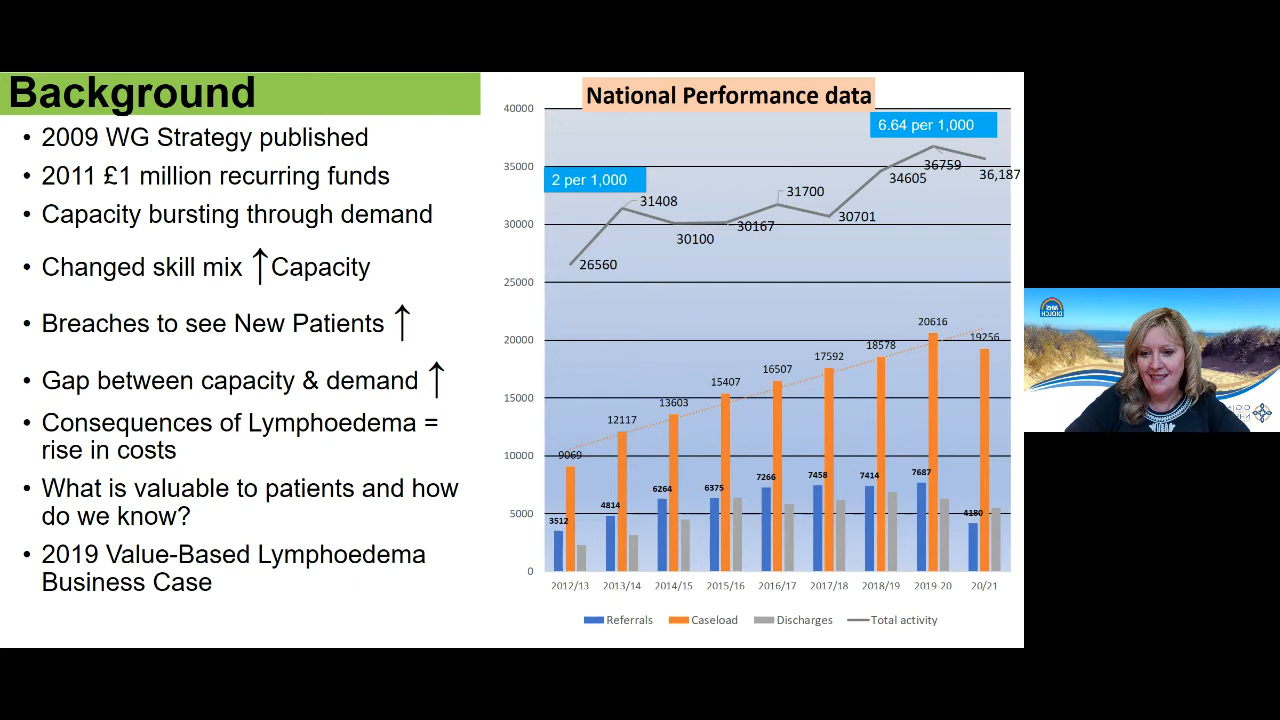 Background
• 2009 WG Strategy published
• 2011 £1 million recurring funds
• Capacity bursting through demand
• Changed skill mix ↑Capacity
• Breaches to see New Patients ↑
• Gap between capacity & demand ↑
• Consequences of Lymphoedema =
rise in costs
• What is valuable to patients and how
do we know?
• 2019 Value-Based Lymphoedema
Business Case
National Performance data
40000
35000
30000
25000
20000
15000
10000
5000
0
2 per 1,000
6.64 per 1,000
26560
31408
30100
30167
31700
30701
34605
36759
36,187
9069
12117
13603
15407
16507
17592
18578
20616
19256
3512
4814
6264
6375
7266
7458
7414
7687
4180
2012/13 2013/14 2014/15 2015/16 2016/17 2017/18 2018/19 2019-20 20/21
Referrals Caseload Discharges Total activity
NHS
DIOLCH